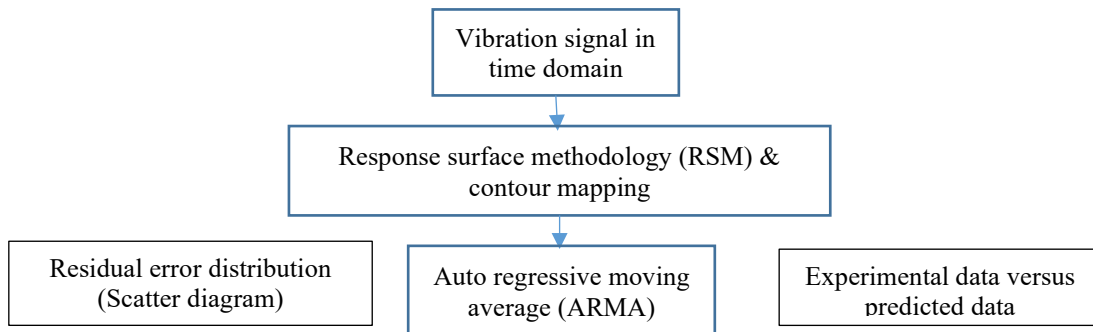 Vibration signal in
time domain
Response surface methodology (RSM) &
contour mapping
Residual error distribution
(Scatter diagram)
Auto regressive moving
average (ARMA)
Experimental data versus
predicted data